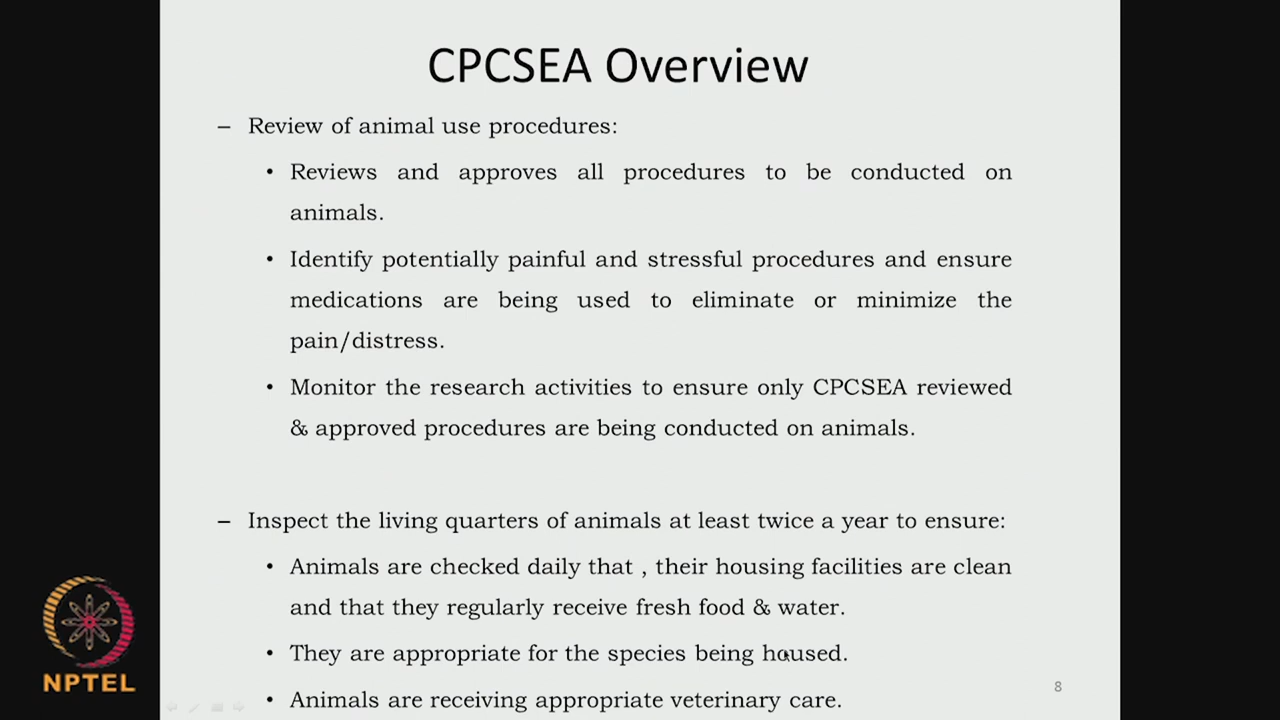 CPCSEA Overview
– Review of animal use procedures:
• Reviews and approves all procedures to be conducted on
animals.
• Identify potentially painful and stressful procedures and ensure
medications are being used to eliminate or minimize the
pain/distress.
• Monitor the research activities to ensure only CPCSEA reviewed
& approved procedures are being conducted on animals.
– Inspect the living quarters of animals at least twice a year to ensure:
• Animals are checked daily that , their housing facilities are clean
and that they regularly receive fresh food & water.
• They are appropriate for the species being housed.
• Animals are receiving appropriate veterinary care.
8
NPTEL